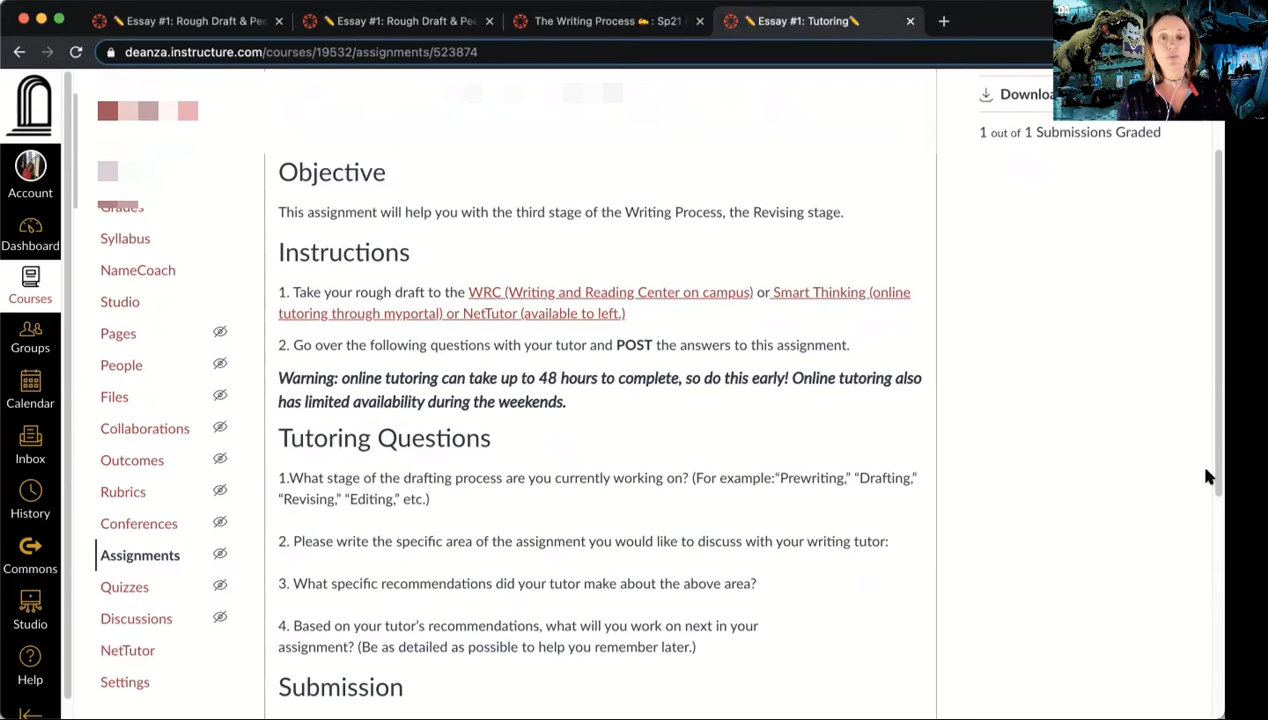 Essay #1: Rough Draft & Pee
Essay #1: Rough Draft & Pee
The Writing Process ✍️ : Sp21
Essay #1: Tutoring
deanza.instructure.com/courses/19532/assignments/523874
Account
Dashboard
Courses
Groups
Calendar
Inbox
History
Commons
Studio
Help
Grades
Syllabus
NameCoach
Studio
Pages
People
Files
Collaborations
Outcomes
Rubrics
Conferences
Assignments
Quizzes
Discussions
NetTutor
Settings
Objective
This assignment will help you with the third stage of the Writing Process, the Revising stage.
Instructions
1. Take your rough draft to the WRC (Writing and Reading Center on campus) or Smart Thinking (online
tutoring through myportal) or NetTutor (available to left.)
2. Go over the following questions with your tutor and POST the answers to this assignment.
Warning: online tutoring can take up to 48 hours to complete, so do this early! Online tutoring also
has limited availability during the weekends.
Tutoring Questions
1.What stage of the drafting process are you currently working on? (For example:“Prewriting,” “Drafting,”
“Revising,” “Editing,” etc.)
2. Please write the specific area of the assignment you would like to discuss with your writing tutor:
3. What specific recommendations did your tutor make about the above area?
4. Based on your tutor’s recommendations, what will you work on next in your
assignment? (Be as detailed as possible to help you remember later.)
Submission
Downloa
1 out of 1 Submissions Graded